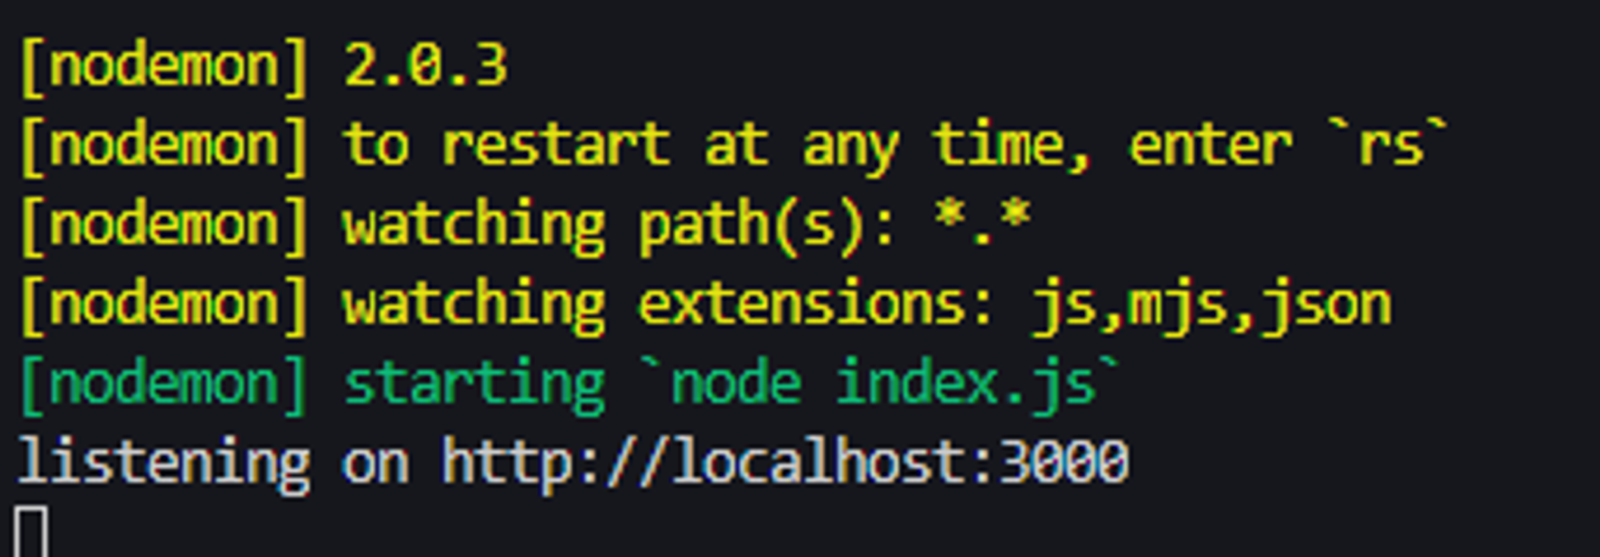 [nodemon] 2.0.3
[nodemon] to restart at any time, enter `rs`
[nodemon] watching path(s): *.*
[nodemon] watching extensions: js,mjs,json
[nodemon] starting `node index.js`
listening on http://localhost:3000